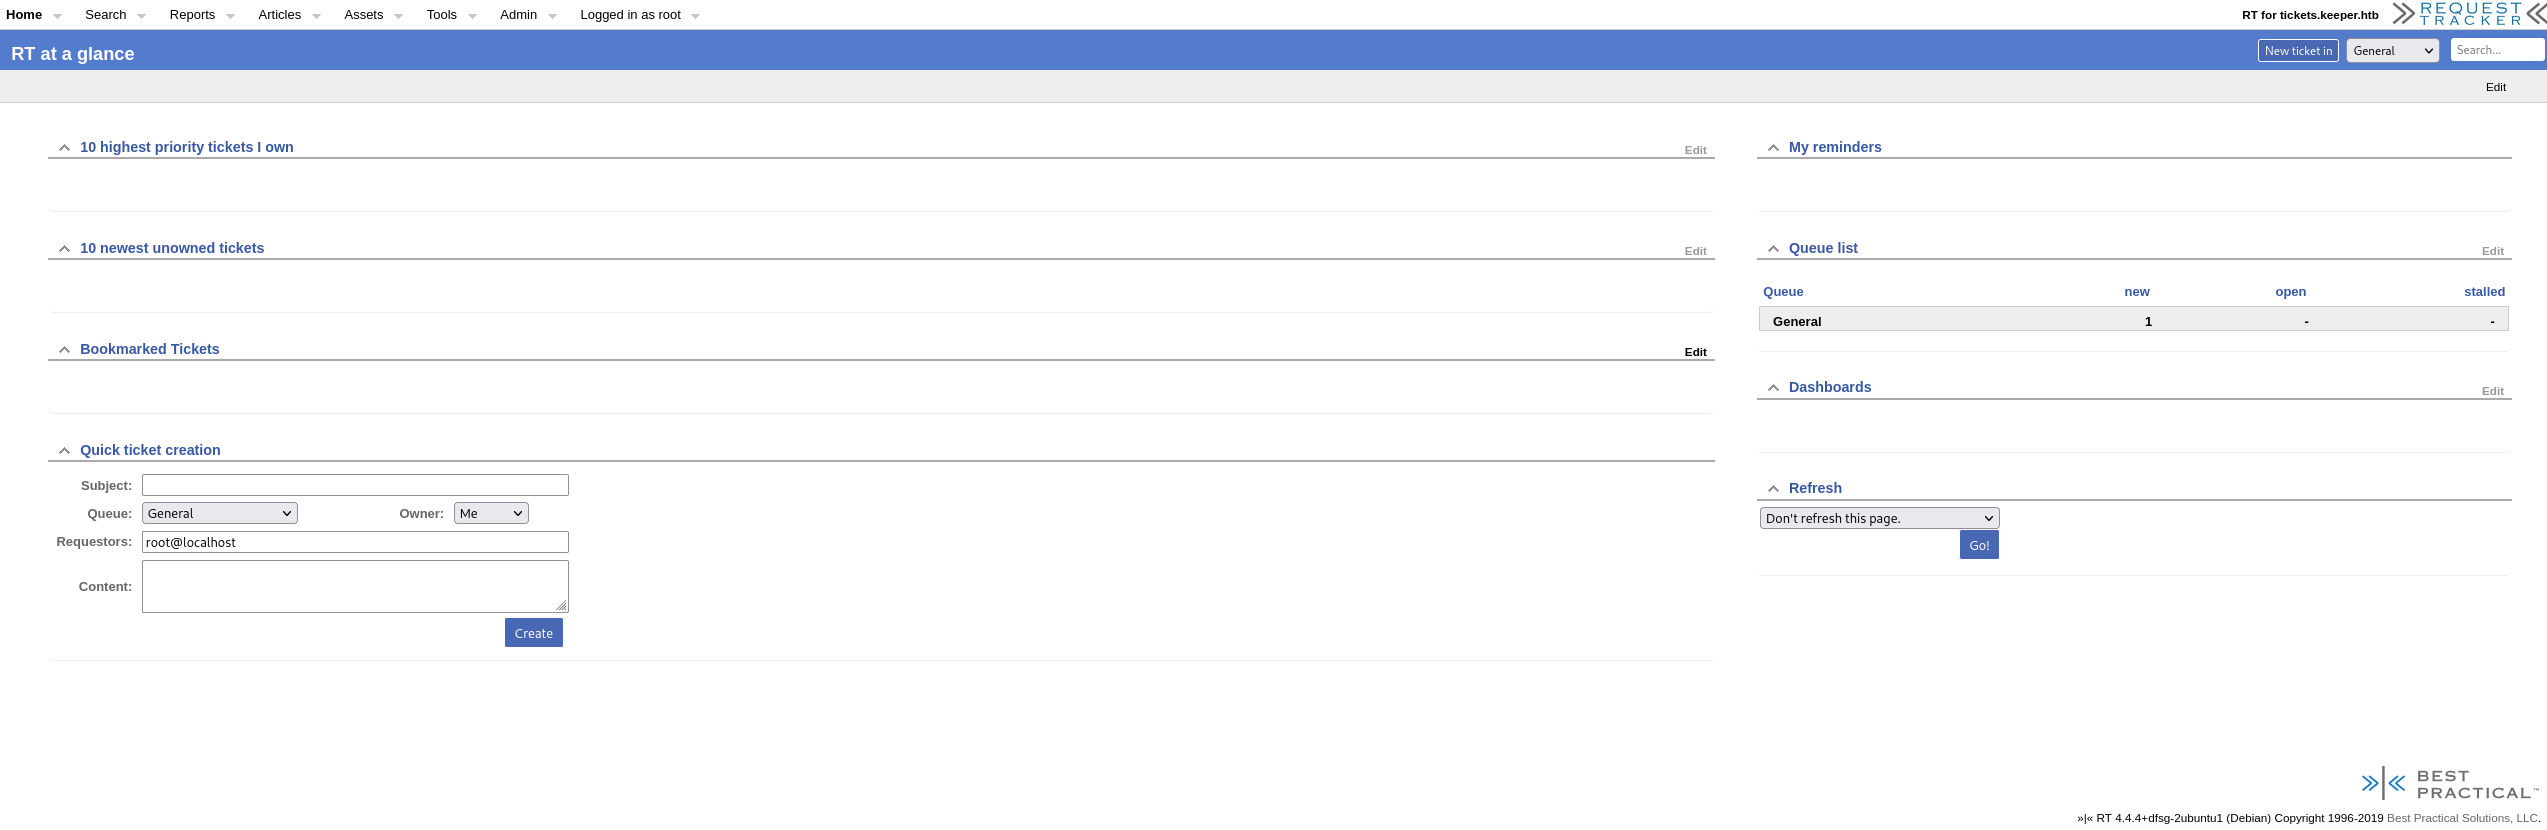 Home Search Reports Articles Assets Tools Admin Logged in as root RT for tickets.keeper.htb REQUEST TRACKER
RT at a glance New ticket in General Search...
Edit
10 highest priority tickets I own Edit
10 newest unowned tickets Edit
Bookmarked Tickets Edit
Quick ticket creation
Subject:
Queue: General Owner: Me
Requestors: root@localhost
Content:
Create
My reminders
Queue list Edit
Queue new open stalled
General 1 - -
Dashboards Edit
Refresh
Don't refresh this page.
Go!
BEST
PRACTICAL™
»|« RT 4.4.4+dfsg-2ubuntu1 (Debian) Copyright 1996-2019 Best Practical Solutions, LLC.